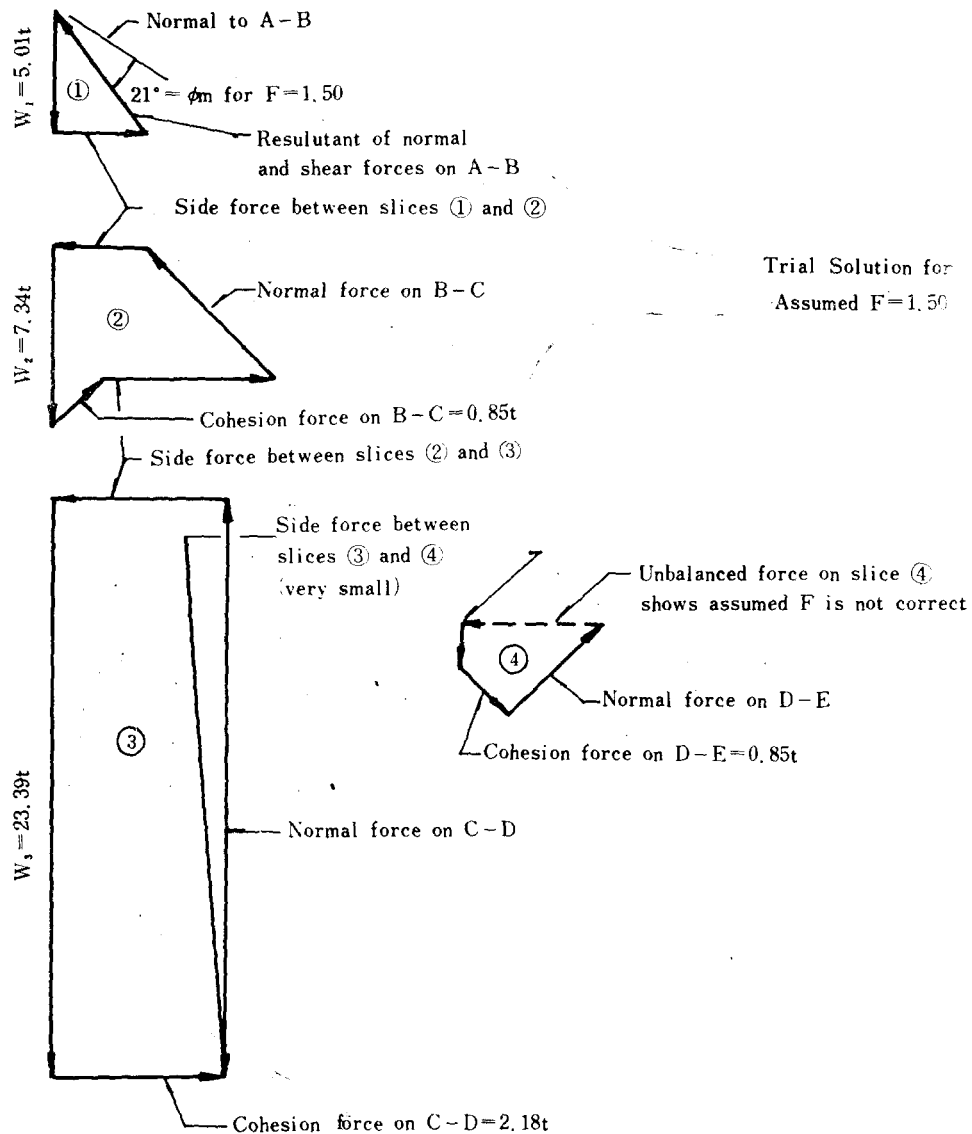 Normal to A-B
W₁=5.01t
①
21°=ϕm for F=1.50
Resulutant of normal
and shear forces on A-B
Side force between slices ① and ②
Trial Solution for
Assumed F=1.50
W₂=7.34t
②
Normal force on B-C
Cohesion force on B-C=0.85t
Side force between slices ② and ③
Side force between
slices ③ and ④
(very small)
Unbalanced force on slice ④
shows assumed F is not correct
④
Normal force on D-E
Cohesion force on D-E=0.85t
③
W₃=23.39t
Normal force on C-D
Cohesion force on C-D=2.18t